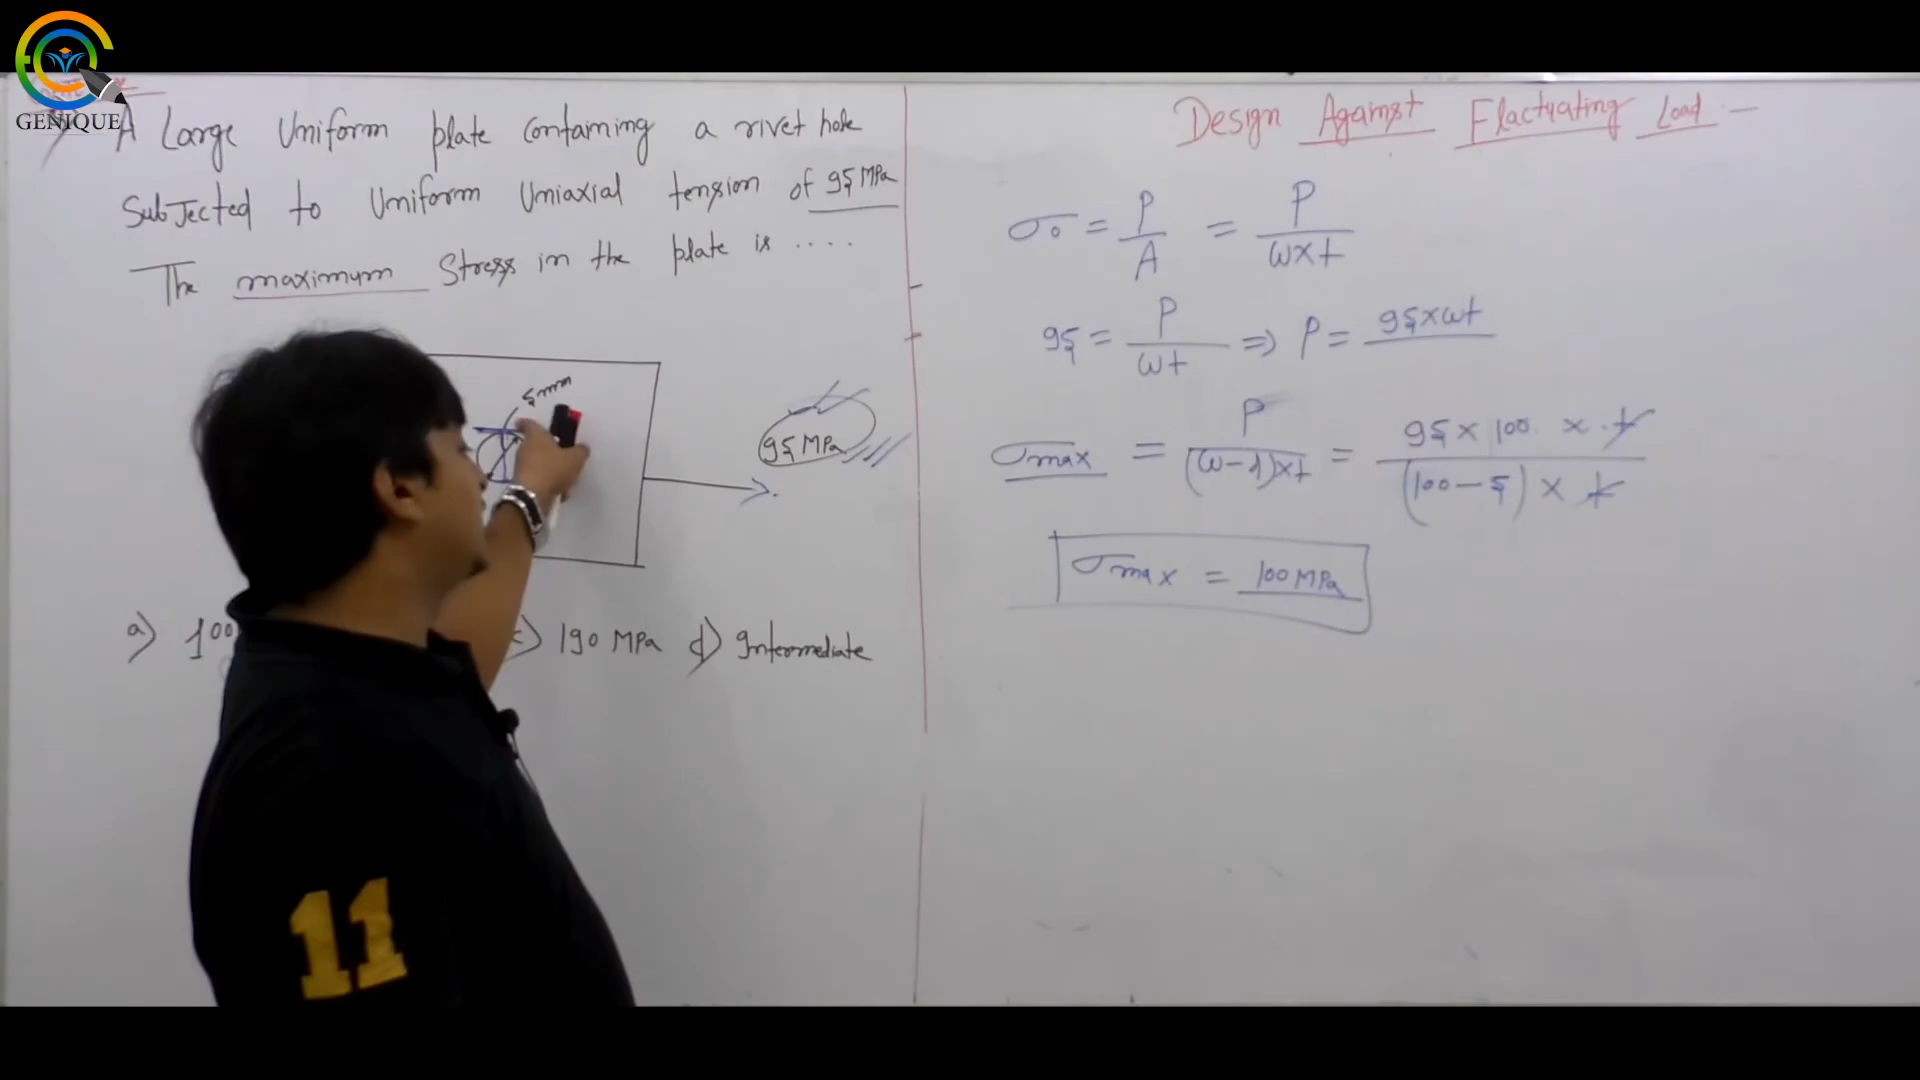 GENIQUE
A Large Uniform plate containing a rivet hole
SubJected to Uniform Uniaxial tension of 95 MPa
The maximum Stress in the plate is ....
5mm
95 MPa
a) 100
c) 190 MPa d) Intermediate
Design Against Flactuating Load -
σ₀ = P/A = P/(w×t)
95 = P/(wt) ⇒ P = 95×wt
σmax = P/((w-d)×t) = (95 × 100 × t)/((100-5) × t)
σmax = 100 MPa